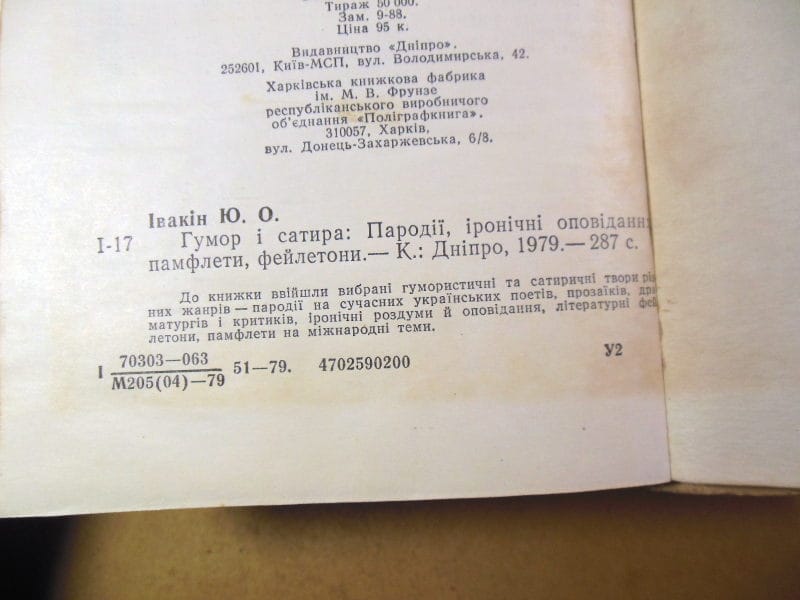 Тираж 50 000.
Зам. 9-88.
Ціна 95 к.
Видавництво «Дніпро».
252601, Київ-МСП, вул. Володимирська, 42.
Харківська книжкова фабрика
ім. М. В. Фрунзе
республіканського виробничого
об'єднання «Поліграфкнига».
310057, Харків,
вул. Донець-Захаржевська, 6/8.
Івакін Ю. О.
І-17 Гумор і сатира: Пародії, іронічні оповідання
памфлети, фейлетони.— К.: Дніпро, 1979.— 287 с.
До книжки ввійшли вибрані гумористичні та сатиричні твори різ-
них жанрів — пародії на сучасних українських поетів, прозаїків, дра-
матургів і критиків, іронічні роздуми й оповідання, літературні фей-
летони, памфлети на міжнародні теми.
І 70303—063
М205(04)—79 51—79. 4702590200 У2